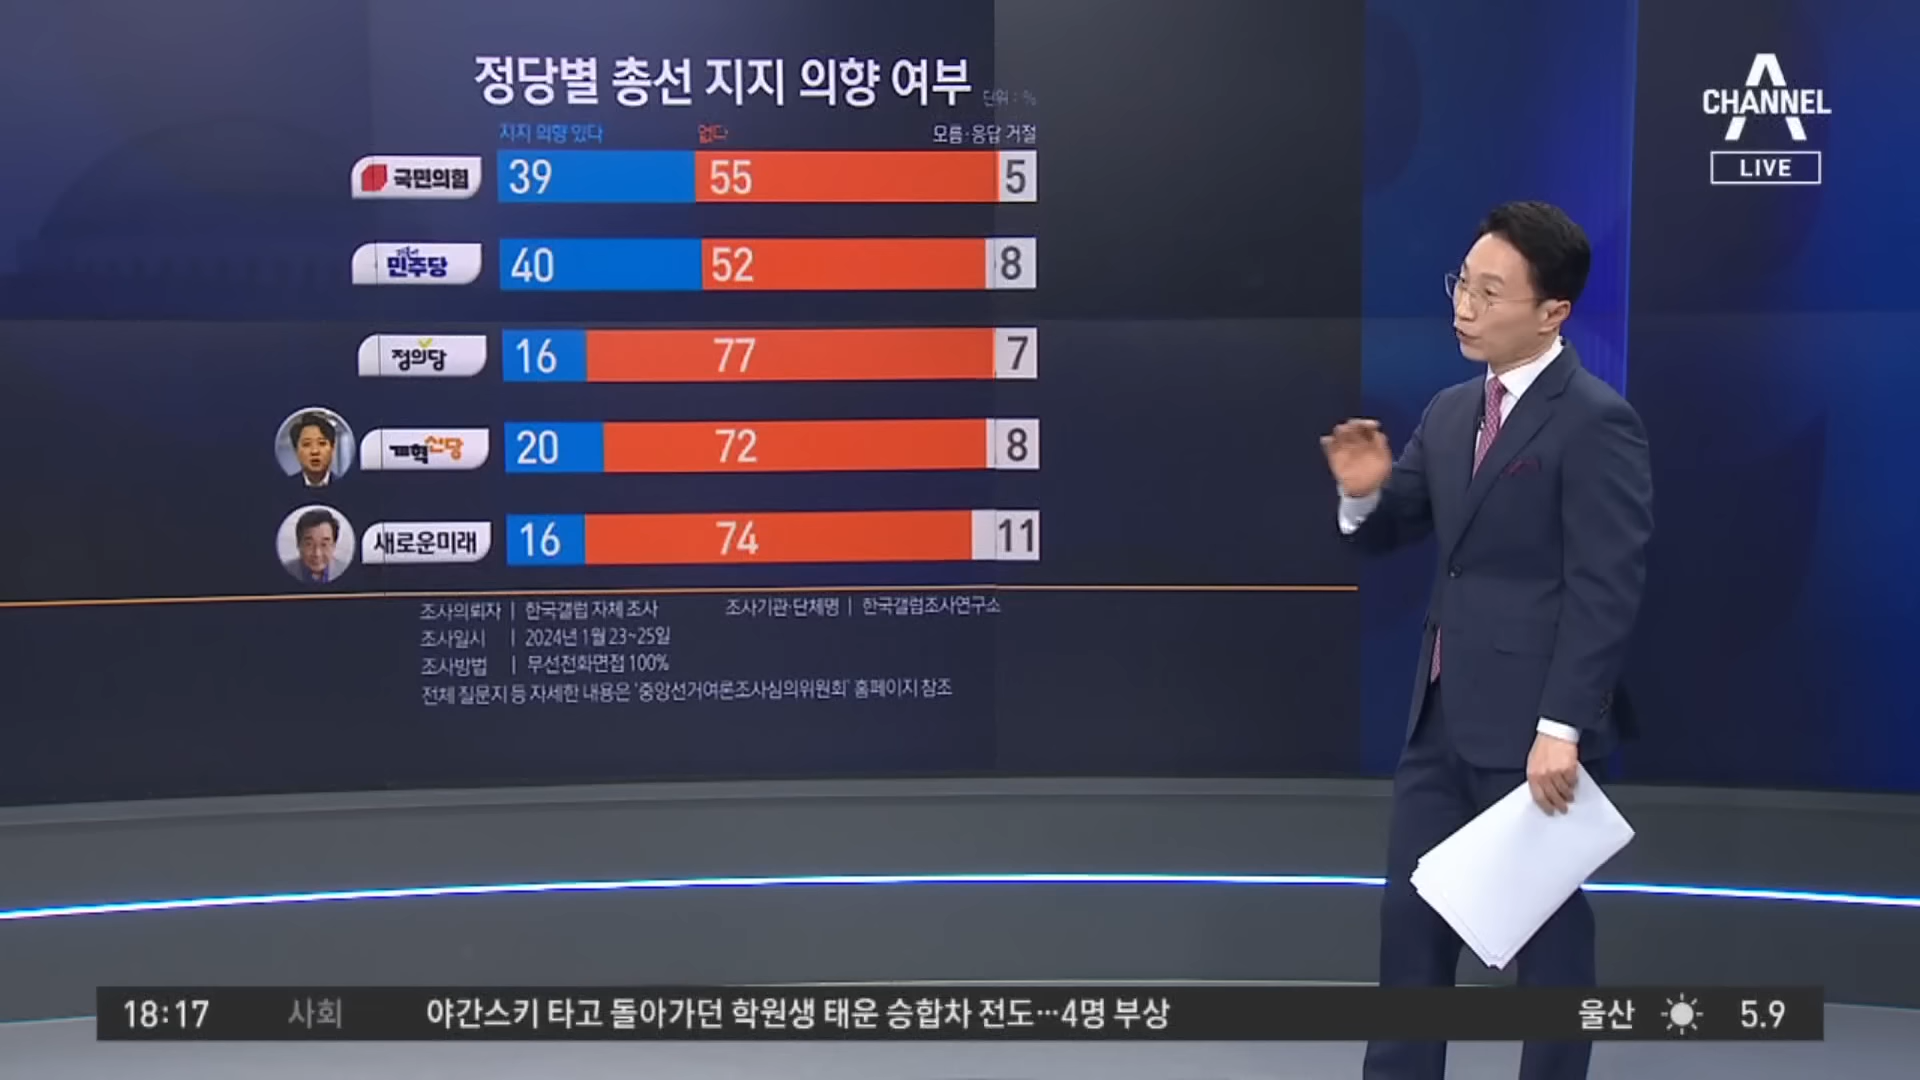 정당별 총선 지지 의향 여부 단위 : %
지지 의향 있다 없다 모름·응답 거절
국민의힘 39 55 5
더불어민주당 40 52 8
정의당 16 77 7
개혁신당 20 72 8
새로운미래 16 74 11
조사의뢰자 | 한국갤럽 자체 조사 조사기관·단체명 | 한국갤럽조사연구소
조사일시 | 2024년 1월 23~25일
조사방법 | 무선전화면접 100%
전체 질문지 등 자세한 내용은 '중앙선거여론조사심의위원회' 홈페이지 참조
CHANNEL A
LIVE
18:17 사회 야간스키 타고 돌아가던 학원생 태운 승합차 전도…4명 부상 울산 5.9